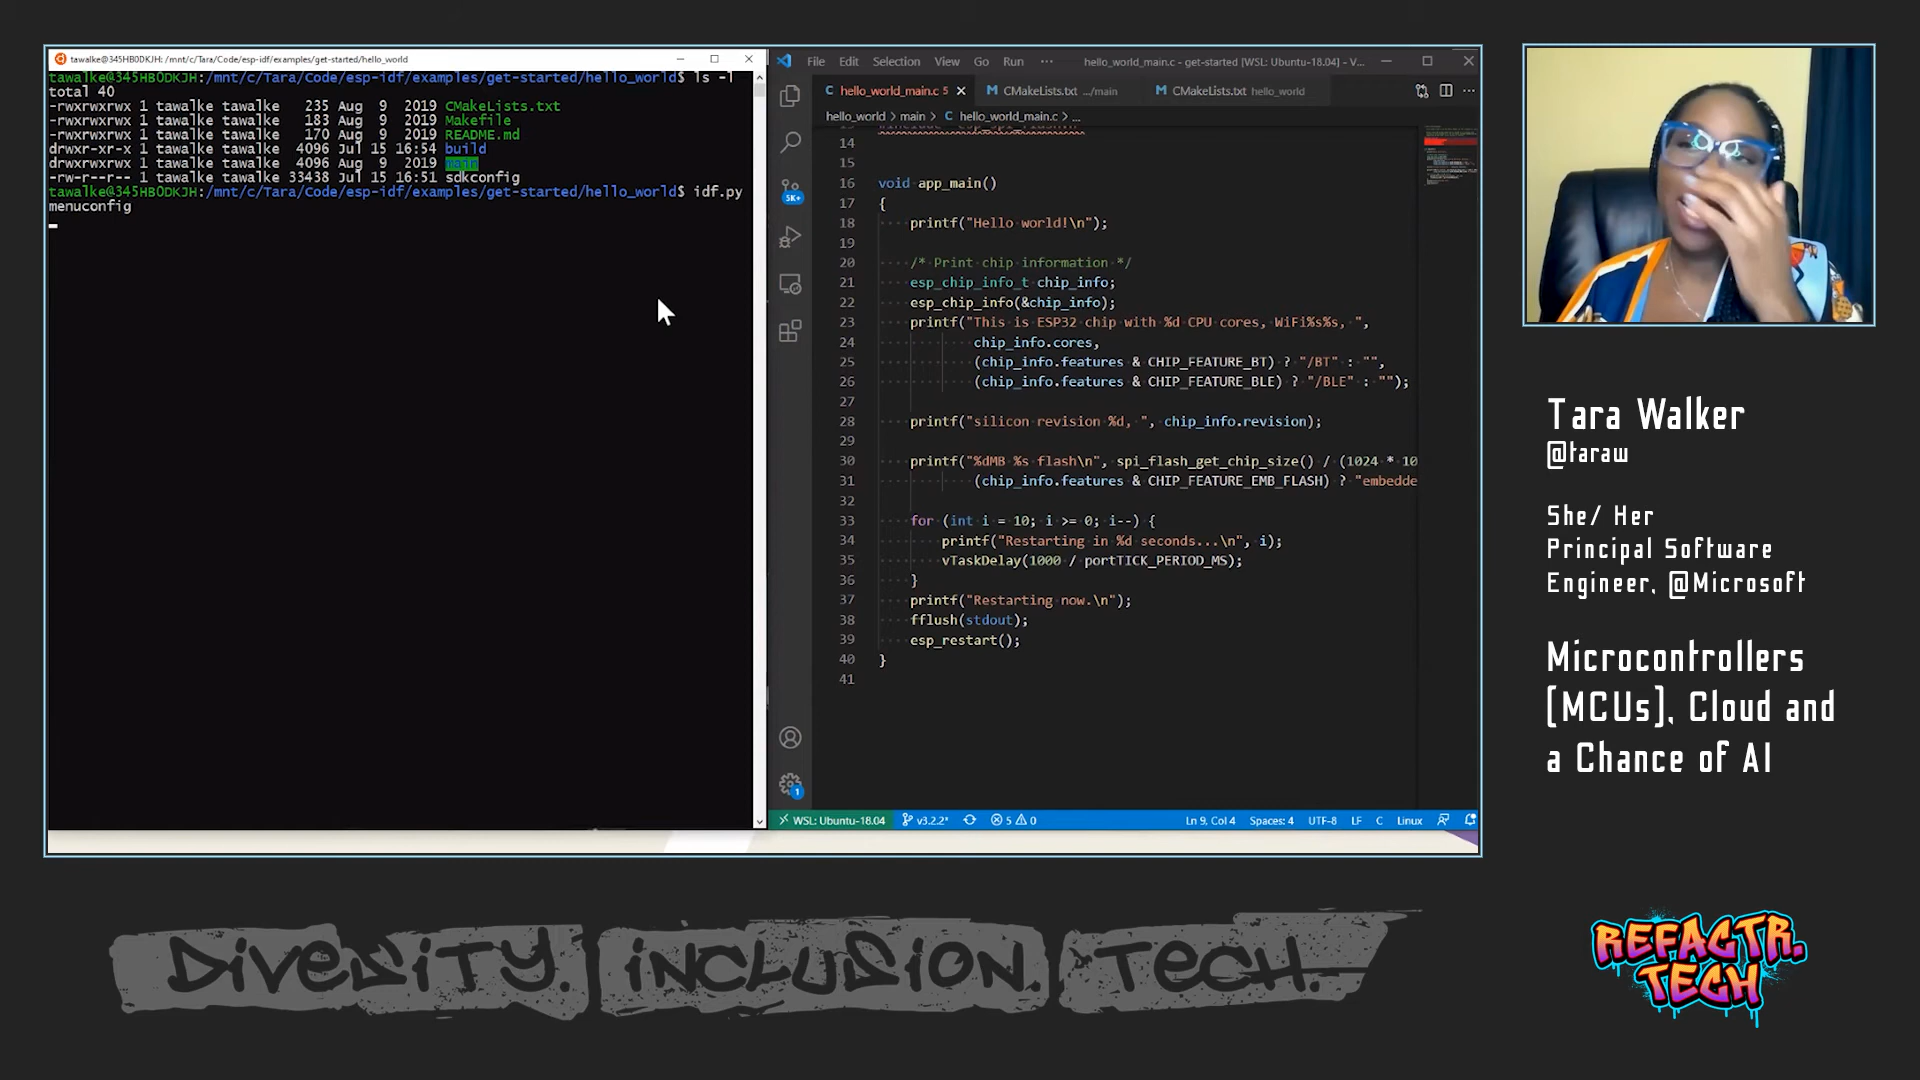 tawalke@345HB0DKJH: /mnt/c/Tara/Code/esp-idf/examples/get-started/hello_world
tawalke@345HB0DKJH:/mnt/c/Tara/Code/esp-idf/examples/get-started/hello_world$ ls -l
total 40
-rwxrwxrwx 1 tawalke tawalke 235 Aug 9 2019 CMakeLists.txt
-rwxrwxrwx 1 tawalke tawalke 183 Aug 9 2019 Makefile
-rwxrwxrwx 1 tawalke tawalke 170 Aug 9 2019 README.md
drwxr-xr-x 1 tawalke tawalke 4096 Jul 15 16:54 build
drwxrwxrwx 1 tawalke tawalke 4096 Aug 9 2019 main
-rw-r--r-- 1 tawalke tawalke 33438 Jul 15 16:51 sdkconfig
tawalke@345HB0DKJH:/mnt/c/Tara/Code/esp-idf/examples/get-started/hello_world$ idf.py
menuconfig
File Edit Selection View Go Run ··· hello_world_main.c - get-started [WSL: Ubuntu-18.04] - V...
C hello_world_main.c 5 M CMakeLists.txt .../main M CMakeLists.txt hello_world
hello_world > main > C hello_world_main.c > ...
14
15
16 void app_main()
17 {
18 printf("Hello world!\n");
19
20 /* Print chip information */
21 esp_chip_info_t chip_info;
22 esp_chip_info(&chip_info);
23 printf("This is ESP32 chip with %d CPU cores, WiFi%s%s, ",
24 chip_info.cores,
25 (chip_info.features & CHIP_FEATURE_BT) ? "/BT" : "",
26 (chip_info.features & CHIP_FEATURE_BLE) ? "/BLE" : "");
27
28 printf("silicon revision %d, ", chip_info.revision);
29
30 printf("%dMB %s flash\n", spi_flash_get_chip_size() / (1024 * 10
31 (chip_info.features & CHIP_FEATURE_EMB_FLASH) ? "embedde
32
33 for (int i = 10; i >= 0; i--) {
34 printf("Restarting in %d seconds...\n", i);
35 vTaskDelay(1000 / portTICK_PERIOD_MS);
36 }
37 printf("Restarting now.\n");
38 fflush(stdout);
39 esp_restart();
40 }
41
5K+
1
WSL: Ubuntu-18.04 v3.2.2* 5 0 Ln 9, Col 4 Spaces: 4 UTF-8 LF C Linux
Tara Walker
@taraw
She/ Her
Principal Software
Engineer, @Microsoft
Microcontrollers
(MCUs), Cloud and
a Chance of AI
DiVERSiTY. iNCLUSiON. TECH.
REFACTR.
TECH